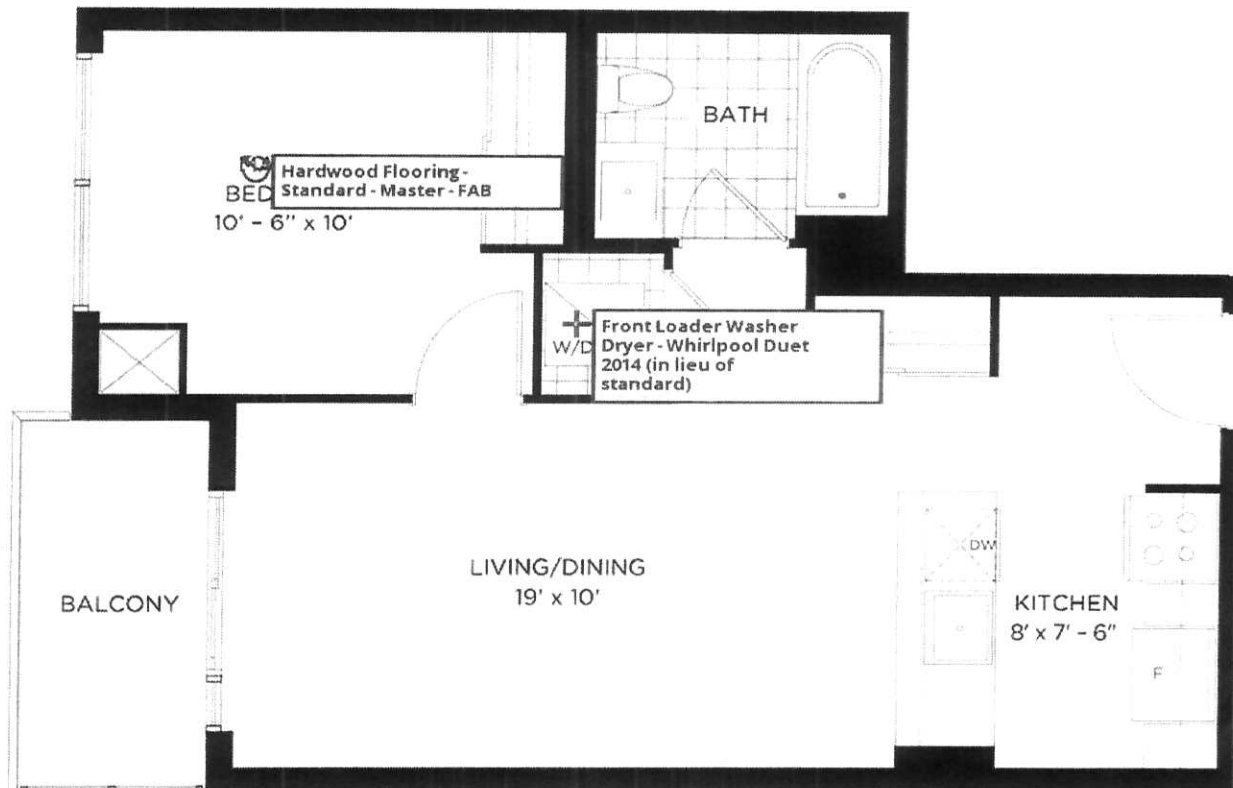 BATH
Hardwood Flooring -
Standard - Master - FAB
BED
10' - 6" x 10'
Front Loader Washer
Dryer - Whirlpool Duet
2014 (in lieu of
standard)
W/D
DW
LIVING/DINING
19' x 10'
BALCONY
KITCHEN
8' x 7' - 6"
F